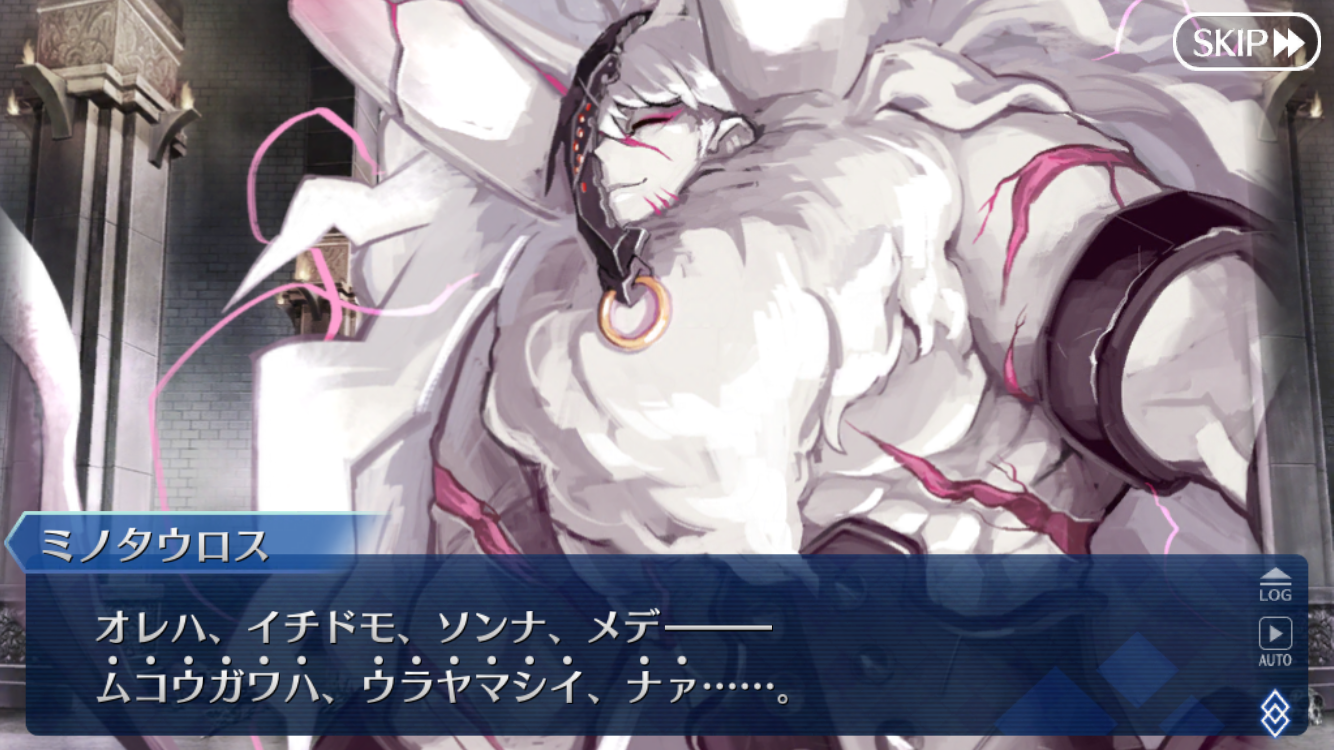 SKIP
ミノタウロス
オレハ、イチドモ、ソンナ、メデ───
ムコウガワハ、ウラヤマシイ、ナァ……。
LOG
AUTO